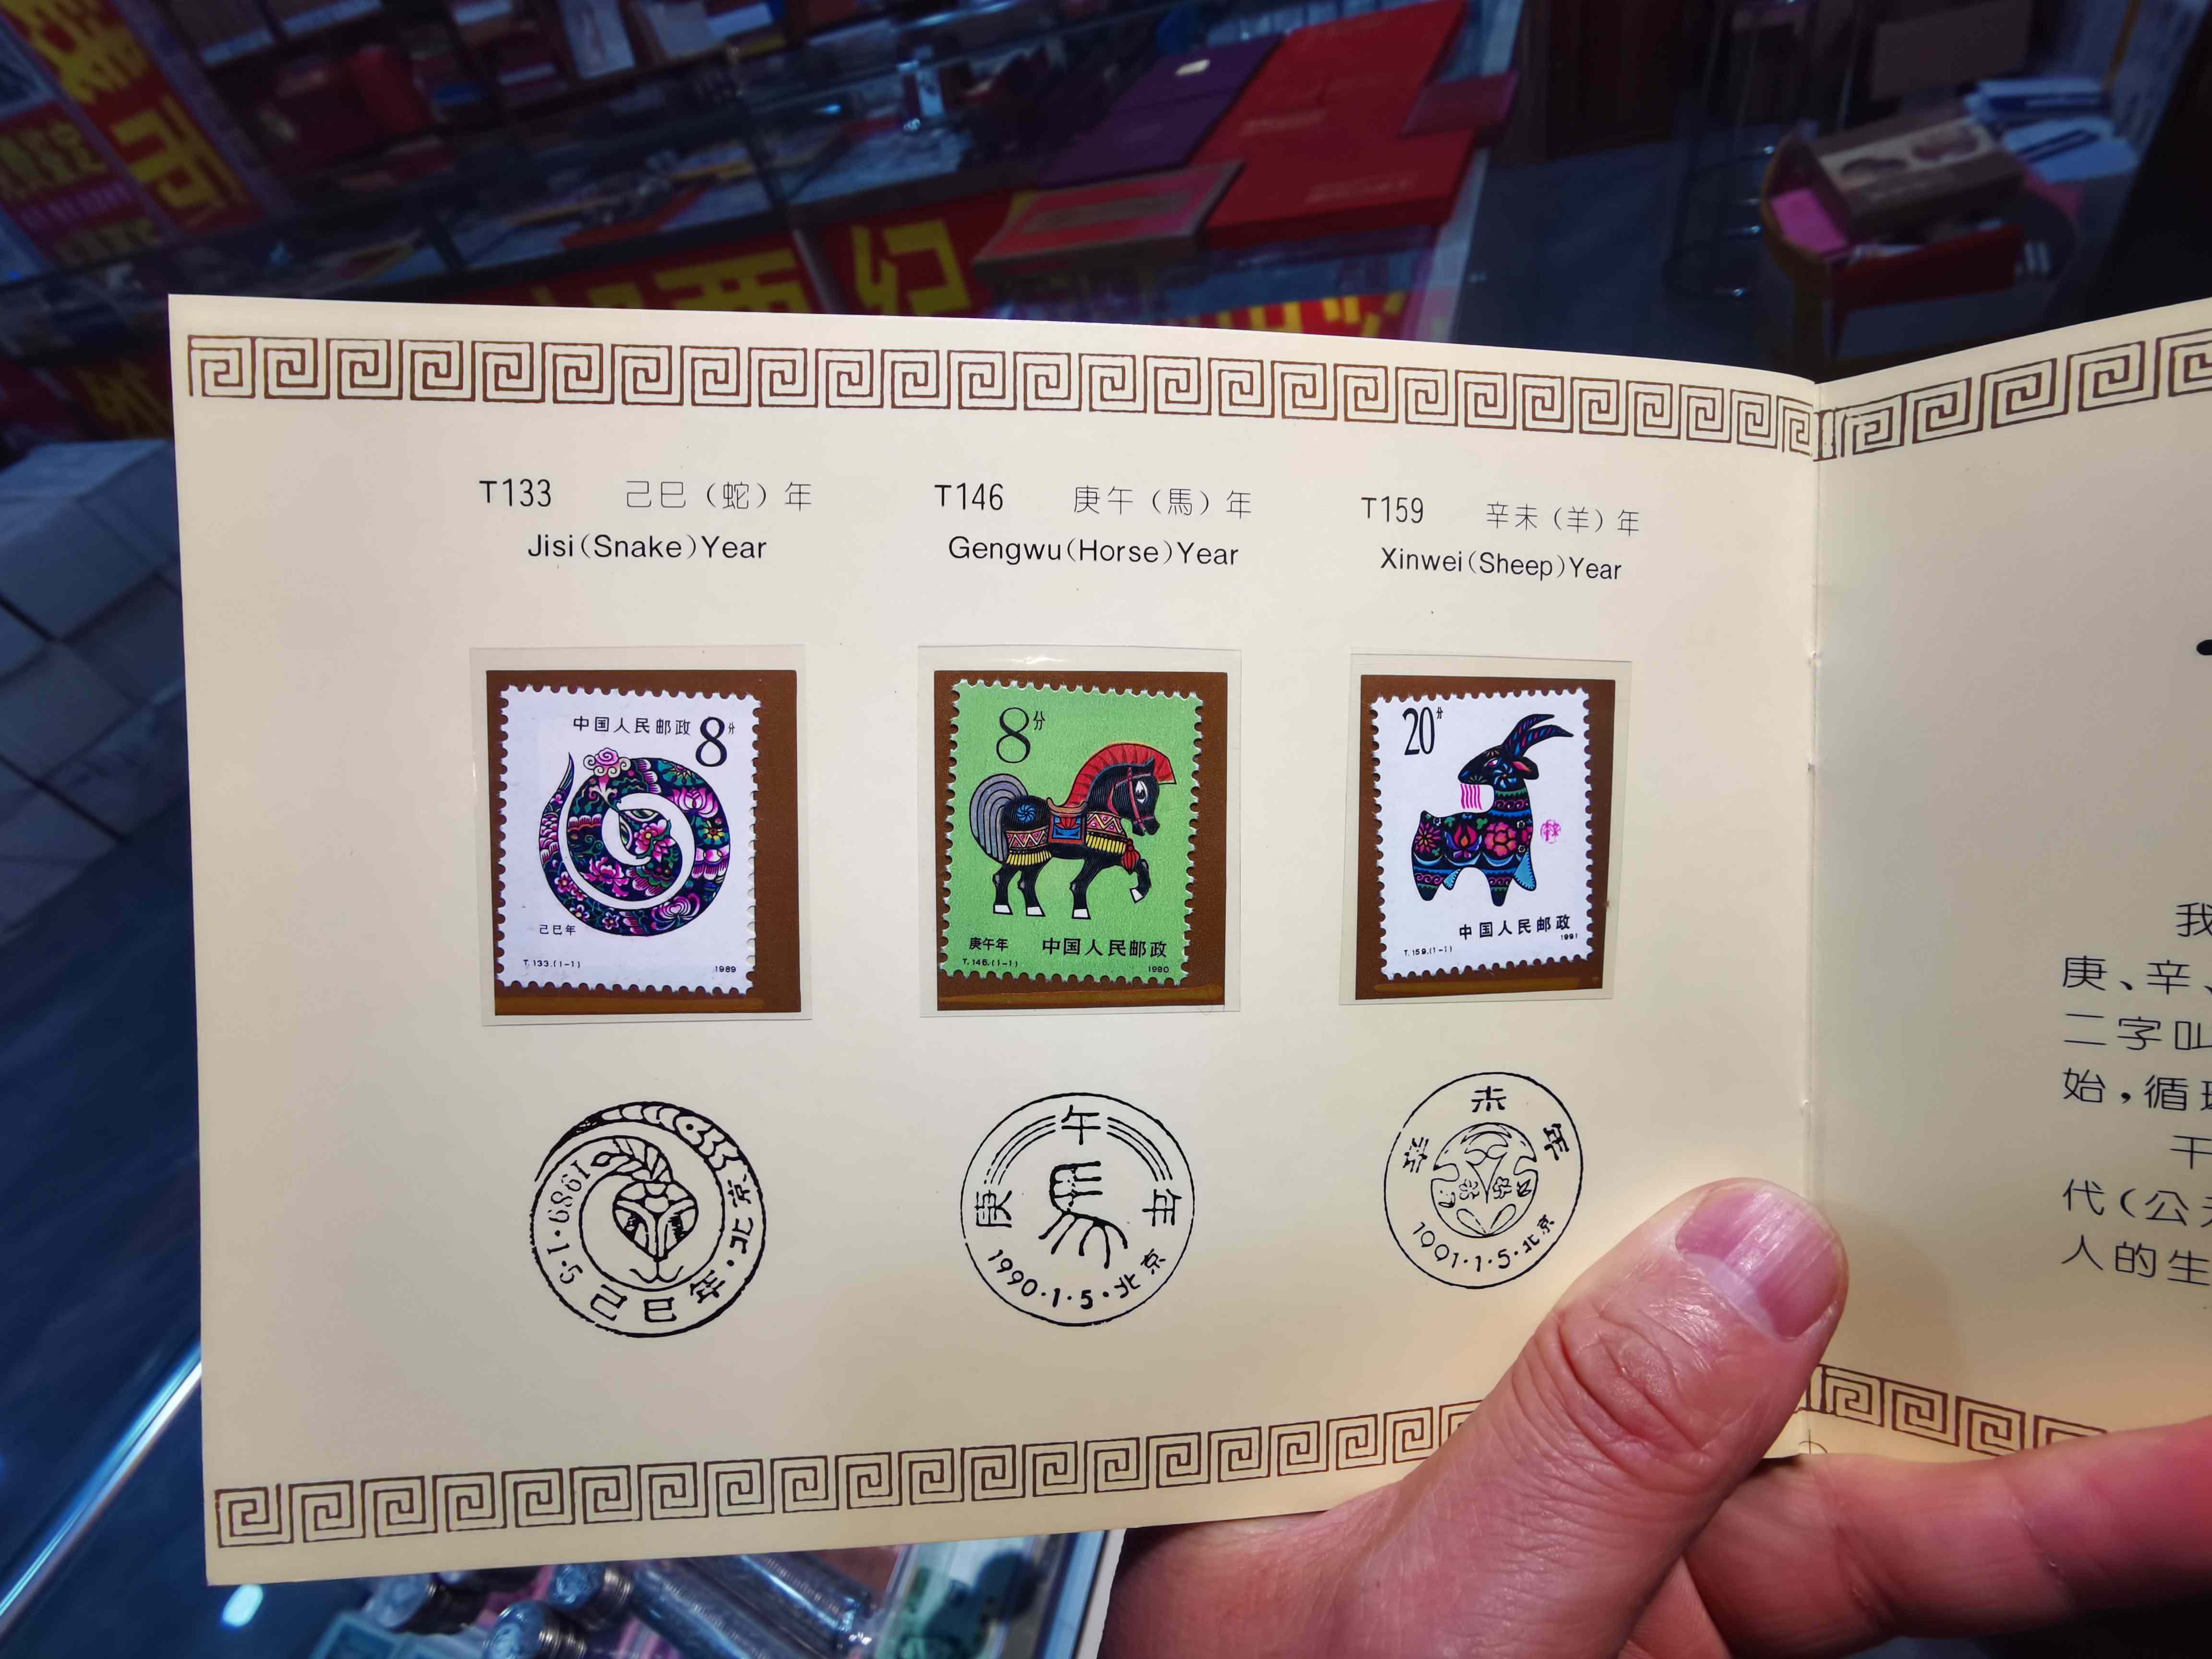 T133 己巳（蛇）年
Jisi(Snake)Year
T146 庚午（馬）年
Gengwu(Horse)Year
T159 辛未（羊）年
Xinwei(Sheep)Year
中国人民邮政 8分
己巳年
T.133.(1-1) 1989
8分
庚午年 中国人民邮政
T.146.(1-1) 1990
20分
中国人民邮政
T.159.(1-1) 1991
1989·1·5
己巳年·北京
庚午年
馬
1990·1·5·北京
辛未年
1991·1·5·北京
我
庚、辛、
二字叫
始，循
干
代（公
人的生
纪